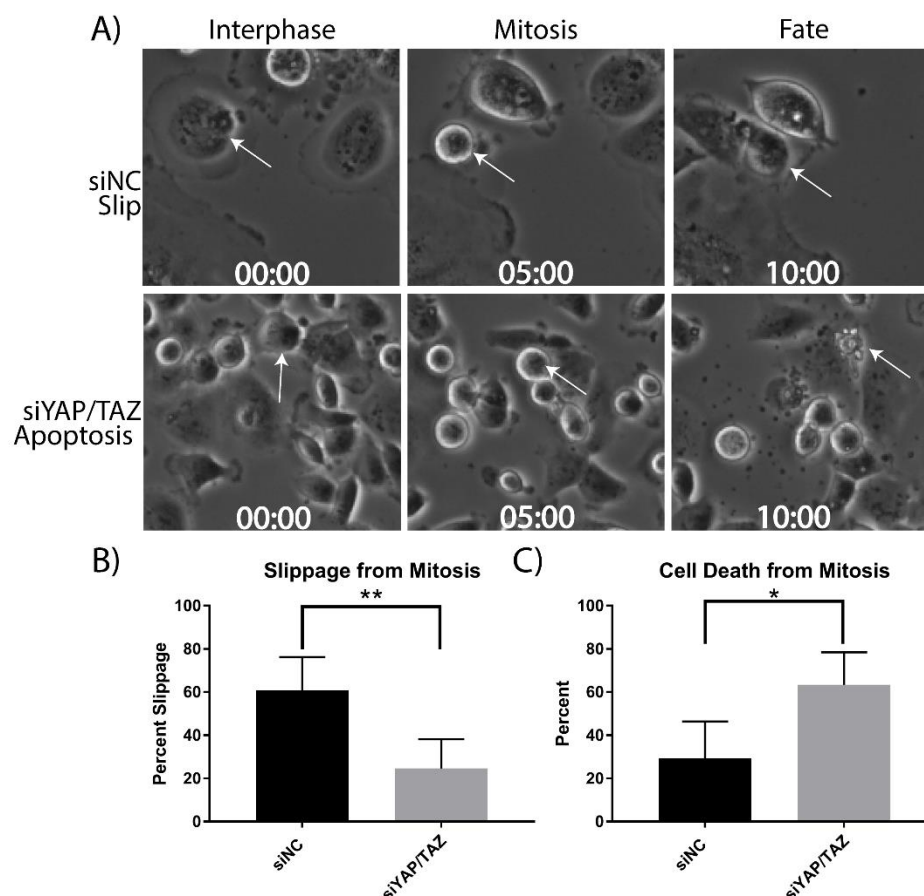 A)
Interphase
Mitosis
Fate
siNC
Slip
00:00
05:00
10:00
siYAP/TAZ
Apoptosis
00:00
05:00
10:00
B)
Slippage from Mitosis
**
100
80
60
40
20
0
Percent Slippage
siNC
siYAP/TAZ
C)
Cell Death from Mitosis
*
100
80
60
40
20
0
Percent
siNC
siYAP/TAZ